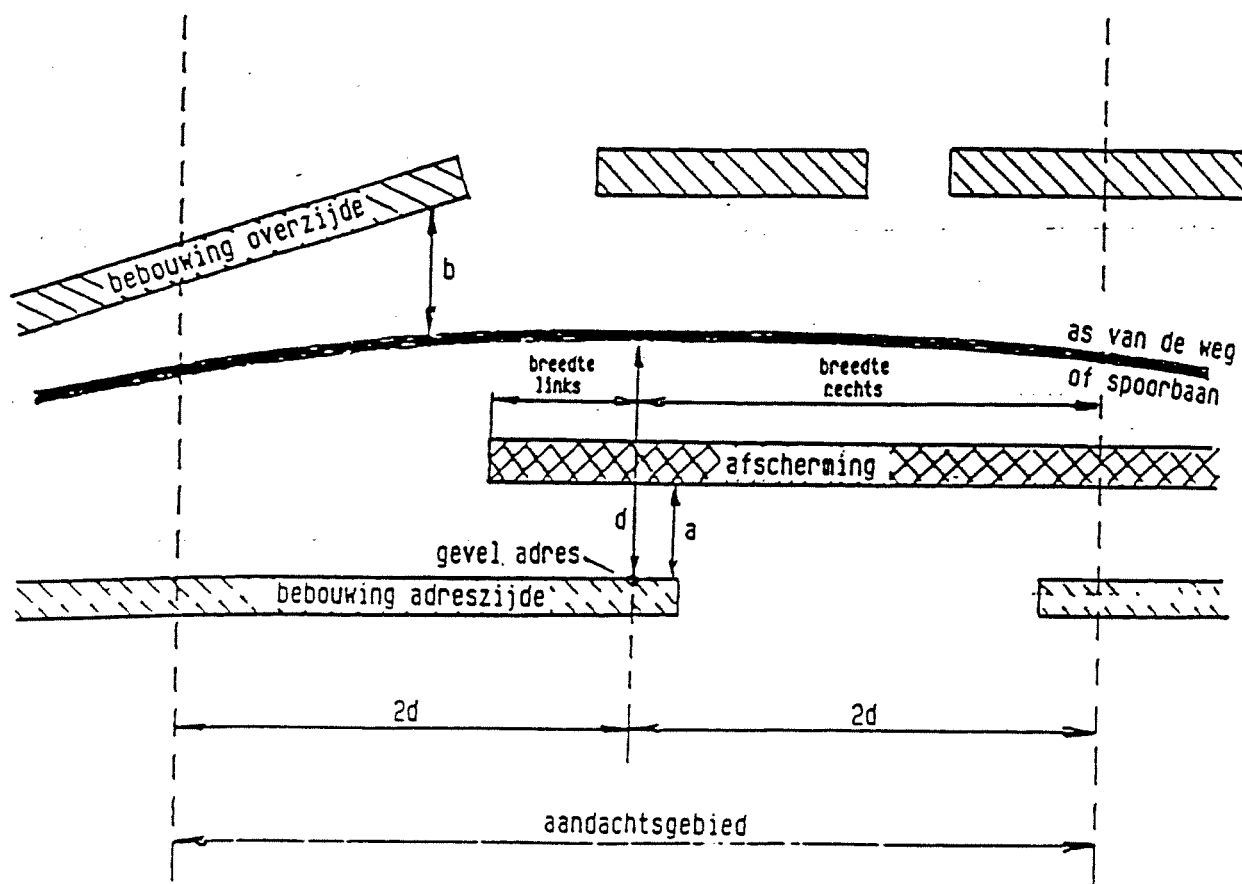 bebouwing overzijde
b
as van de weg
of spoorbaan
breedte
links
breedte
rechts
afscherming
d
a
gevel adres
bebouwing adreszijde
2d
2d
aandachtsgebied